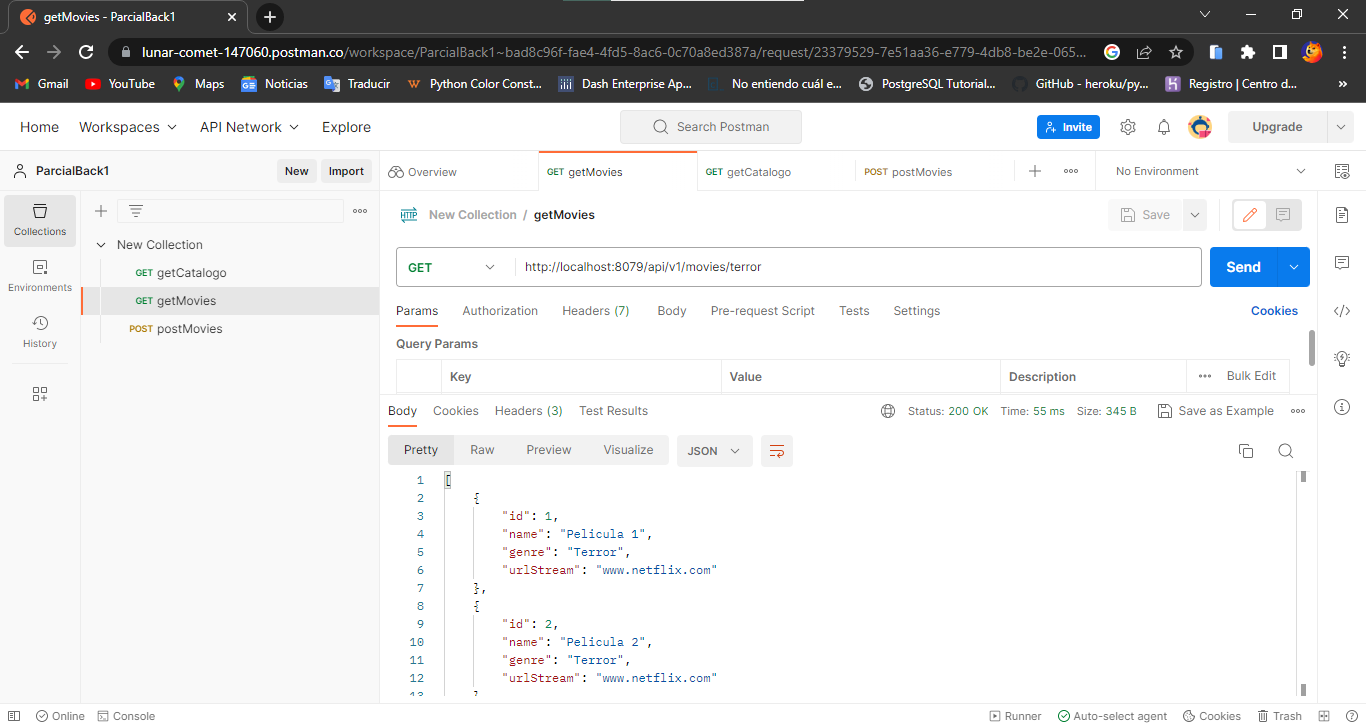 getMovies - ParcialBack1
lunar-comet-147060.postman.co/workspace/ParcialBack1~bad8c96f-fae4-4fd5-8ac6-0c70a8ed387a/request/23379529-7e51aa36-e779-4db8-be2e-065...
Gmail YouTube Maps Noticias Traducir Python Color Const... Dash Enterprise Ap... No entiendo cuál e... PostgreSQL Tutorial... GitHub - heroku/py... Registro | Centro d... »
Home Workspaces API Network Explore Search Postman Invite Upgrade
ParcialBack1 New Import Overview GET getMovies GET getCatalogo POST postMovies No Environment
Collections
Environments
History
New Collection
GET getCatalogo
GET getMovies
POST postMovies
HTTP New Collection / getMovies Save
GET http://localhost:8079/api/v1/movies/terror Send
Params Authorization Headers (7) Body Pre-request Script Tests Settings Cookies
Query Params
Key Value Description Bulk Edit
Body Cookies Headers (3) Test Results Status: 200 OK Time: 55 ms Size: 345 B Save as Example
Pretty Raw Preview Visualize JSON
1 [
2 {
3 "id": 1,
4 "name": "Pelicula 1",
5 "genre": "Terror",
6 "urlStream": "www.netflix.com"
7 },
8 {
9 "id": 2,
10 "name": "Pelicula 2",
11 "genre": "Terror",
12 "urlStream": "www.netflix.com"
13 }
Online Console Runner Auto-select agent Cookies Trash